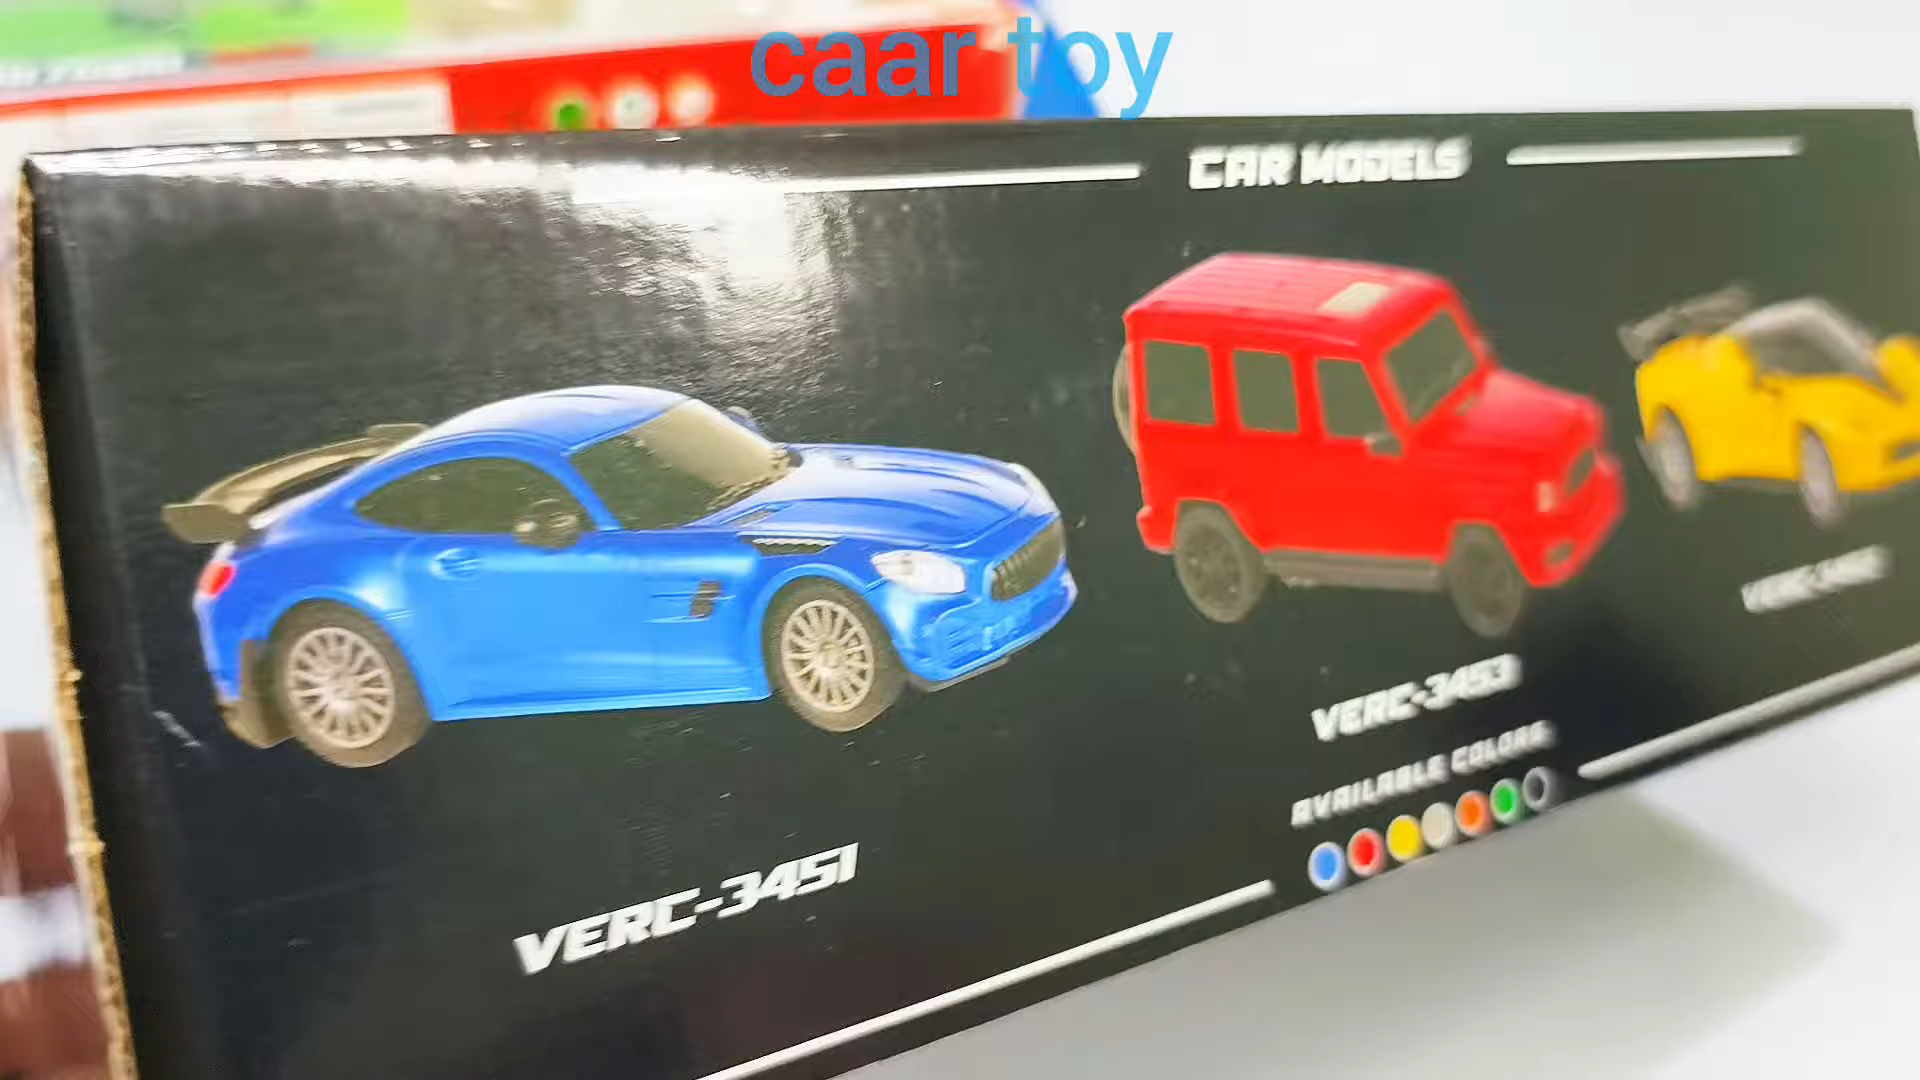 caar toy
CAR MODELS
VERC-3451
VERC-3453
AVAILABLE COLORS: